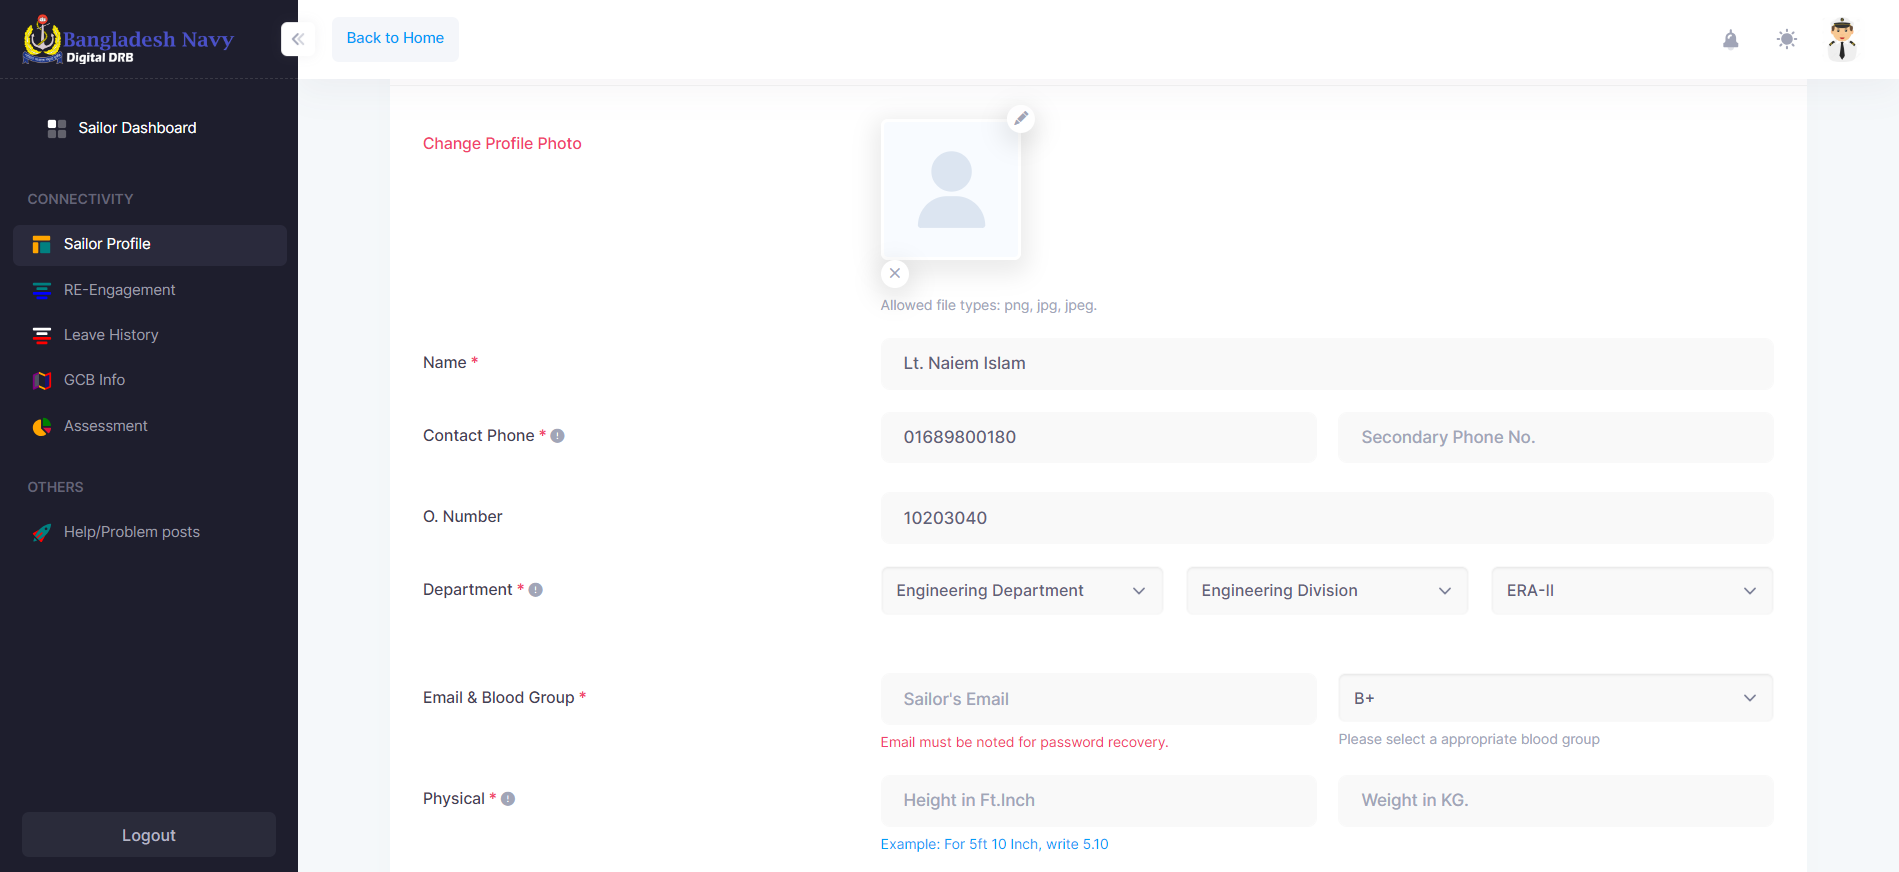 Bangladesh Navy
Digital DRB
Back to Home
Sailor Dashboard
CONNECTIVITY
Sailor Profile
RE-Engagement
Leave History
GCB Info
Assessment
OTHERS
Help/Problem posts
Logout
Change Profile Photo
Allowed file types: png, jpg, jpeg.
Name *
Lt. Naiem Islam
Contact Phone *
01689800180
Secondary Phone No.
O. Number
10203040
Department *
Engineering Department
Engineering Division
ERA-II
Email & Blood Group *
Sailor's Email
B+
Email must be noted for password recovery.
Please select a appropriate blood group
Physical *
Height in Ft.Inch
Weight in KG.
Example: For 5ft 10 Inch, write 5.10